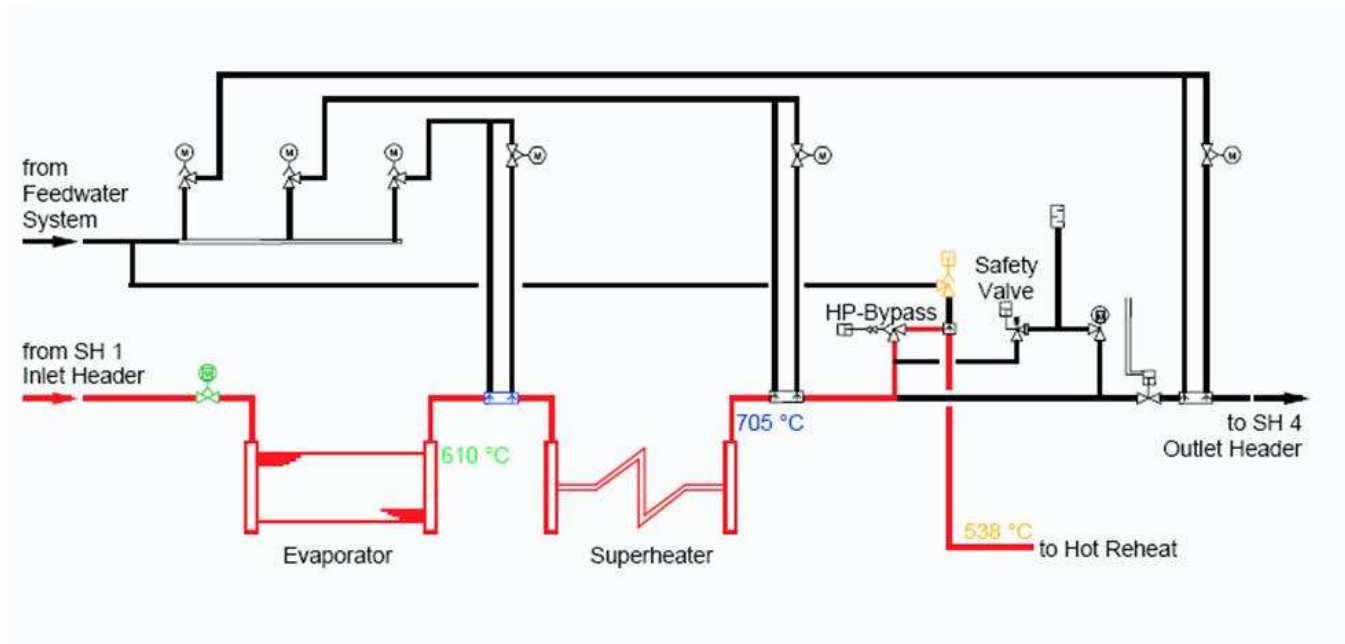 M
M
M
M
M
M
from
Feedwater
System
Safety
Valve
HP-Bypass
from SH 1
Inlet Header
705 °C
to SH 4
Outlet Header
610 °C
538 °C
to Hot Reheat
Evaporator
Superheater